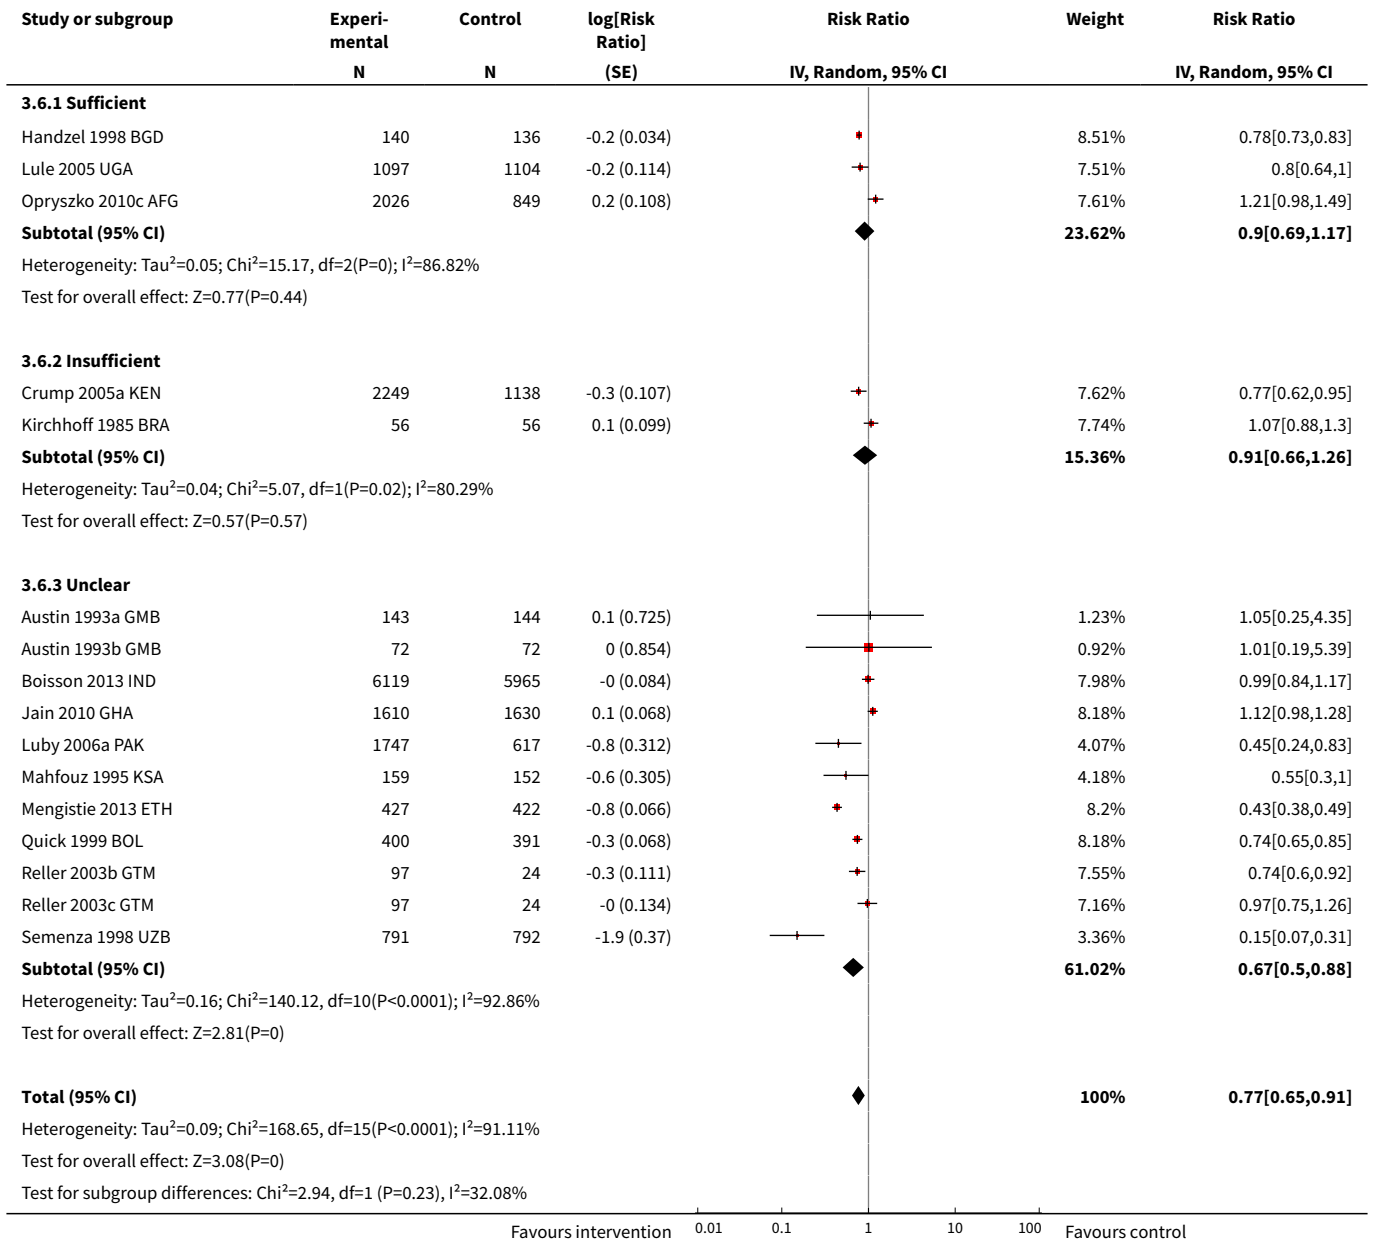 Study or subgroup Experi- Control log[Risk Risk Ratio Weight Risk Ratio
mental Ratio]
N N (SE) IV, Random, 95% CI IV, Random, 95% CI
3.6.1 Sufficient
Handzel 1998 BGD 140 136 -0.2 (0.034) 8.51% 0.78[0.73,0.83]
Lule 2005 UGA 1097 1104 -0.2 (0.114) 7.51% 0.8[0.64,1]
Opryszko 2010c AFG 2026 849 0.2 (0.108) 7.61% 1.21[0.98,1.49]
Subtotal (95% CI) 23.62% 0.9[0.69,1.17]
Heterogeneity: Tau²=0.05; Chi²=15.17, df=2(P=0); I²=86.82%
Test for overall effect: Z=0.77(P=0.44)
3.6.2 Insufficient
Crump 2005a KEN 2249 1138 -0.3 (0.107) 7.62% 0.77[0.62,0.95]
Kirchhoff 1985 BRA 56 56 0.1 (0.099) 7.74% 1.07[0.88,1.3]
Subtotal (95% CI) 15.36% 0.91[0.66,1.26]
Heterogeneity: Tau²=0.04; Chi²=5.07, df=1(P=0.02); I²=80.29%
Test for overall effect: Z=0.57(P=0.57)
3.6.3 Unclear
Austin 1993a GMB 143 144 0.1 (0.725) 1.23% 1.05[0.25,4.35]
Austin 1993b GMB 72 72 0 (0.854) 0.92% 1.01[0.19,5.39]
Boisson 2013 IND 6119 5965 -0 (0.084) 7.98% 0.99[0.84,1.17]
Jain 2010 GHA 1610 1630 0.1 (0.068) 8.18% 1.12[0.98,1.28]
Luby 2006a PAK 1747 617 -0.8 (0.312) 4.07% 0.45[0.24,0.83]
Mahfouz 1995 KSA 159 152 -0.6 (0.305) 4.18% 0.55[0.3,1]
Mengistie 2013 ETH 427 422 -0.8 (0.066) 8.2% 0.43[0.38,0.49]
Quick 1999 BOL 400 391 -0.3 (0.068) 8.18% 0.74[0.65,0.85]
Reller 2003b GTM 97 24 -0.3 (0.111) 7.55% 0.74[0.6,0.92]
Reller 2003c GTM 97 24 -0 (0.134) 7.16% 0.97[0.75,1.26]
Semenza 1998 UZB 791 792 -1.9 (0.37) 3.36% 0.15[0.07,0.31]
Subtotal (95% CI) 61.02% 0.67[0.5,0.88]
Heterogeneity: Tau²=0.16; Chi²=140.12, df=10(P<0.0001); I²=92.86%
Test for overall effect: Z=2.81(P=0)
Total (95% CI) 100% 0.77[0.65,0.91]
Heterogeneity: Tau²=0.09; Chi²=168.65, df=15(P<0.0001); I²=91.11%
Test for overall effect: Z=3.08(P=0)
Test for subgroup differences: Chi²=2.94, df=1 (P=0.23), I²=32.08%
Favours intervention 0.01 0.1 1 10 100 Favours control